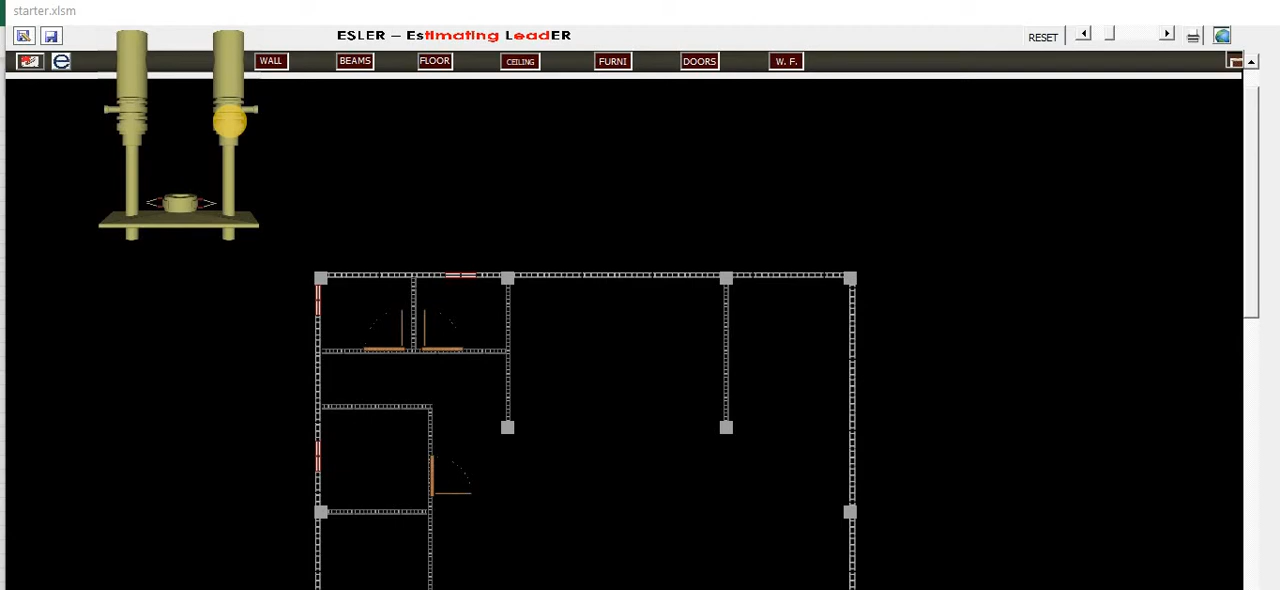 starter.xlsm
ESLER – Estimating LeadER
RESET
WALL
BEAMS
FLOOR
CEILING
FURNI
DOORS
W. F.